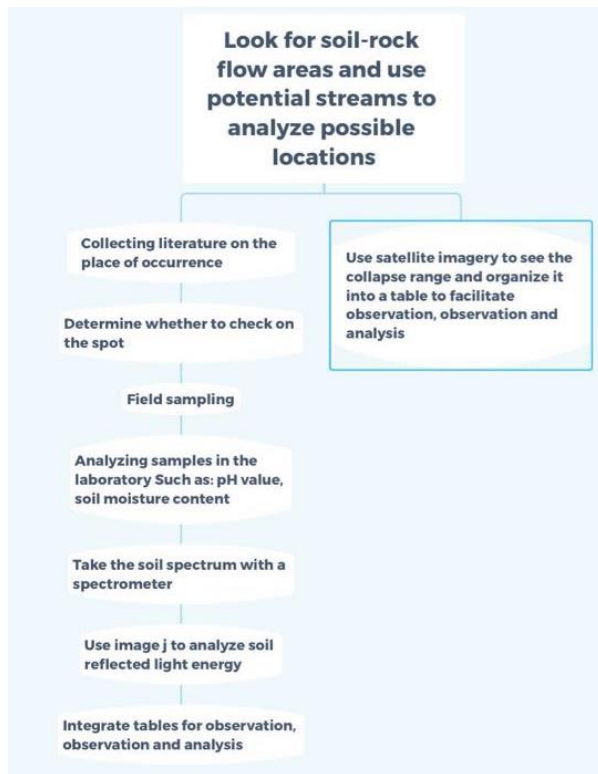 Look for soil-rock
flow areas and use
potential streams to
analyze possible
locations
Collecting literature on the
place of occurrence
Use satellite imagery to see the
collapse range and organize it
into a table to facilitate
observation, observation and
analysis
Determine whether to check on
the spot
Field sampling
Analyzing samples in the
laboratory Such as: pH value,
soil moisture content
Take the soil spectrum with a
spectrometer
Use image j to analyze soil
reflected light energy
Integrate tables for observation,
observation and analysis